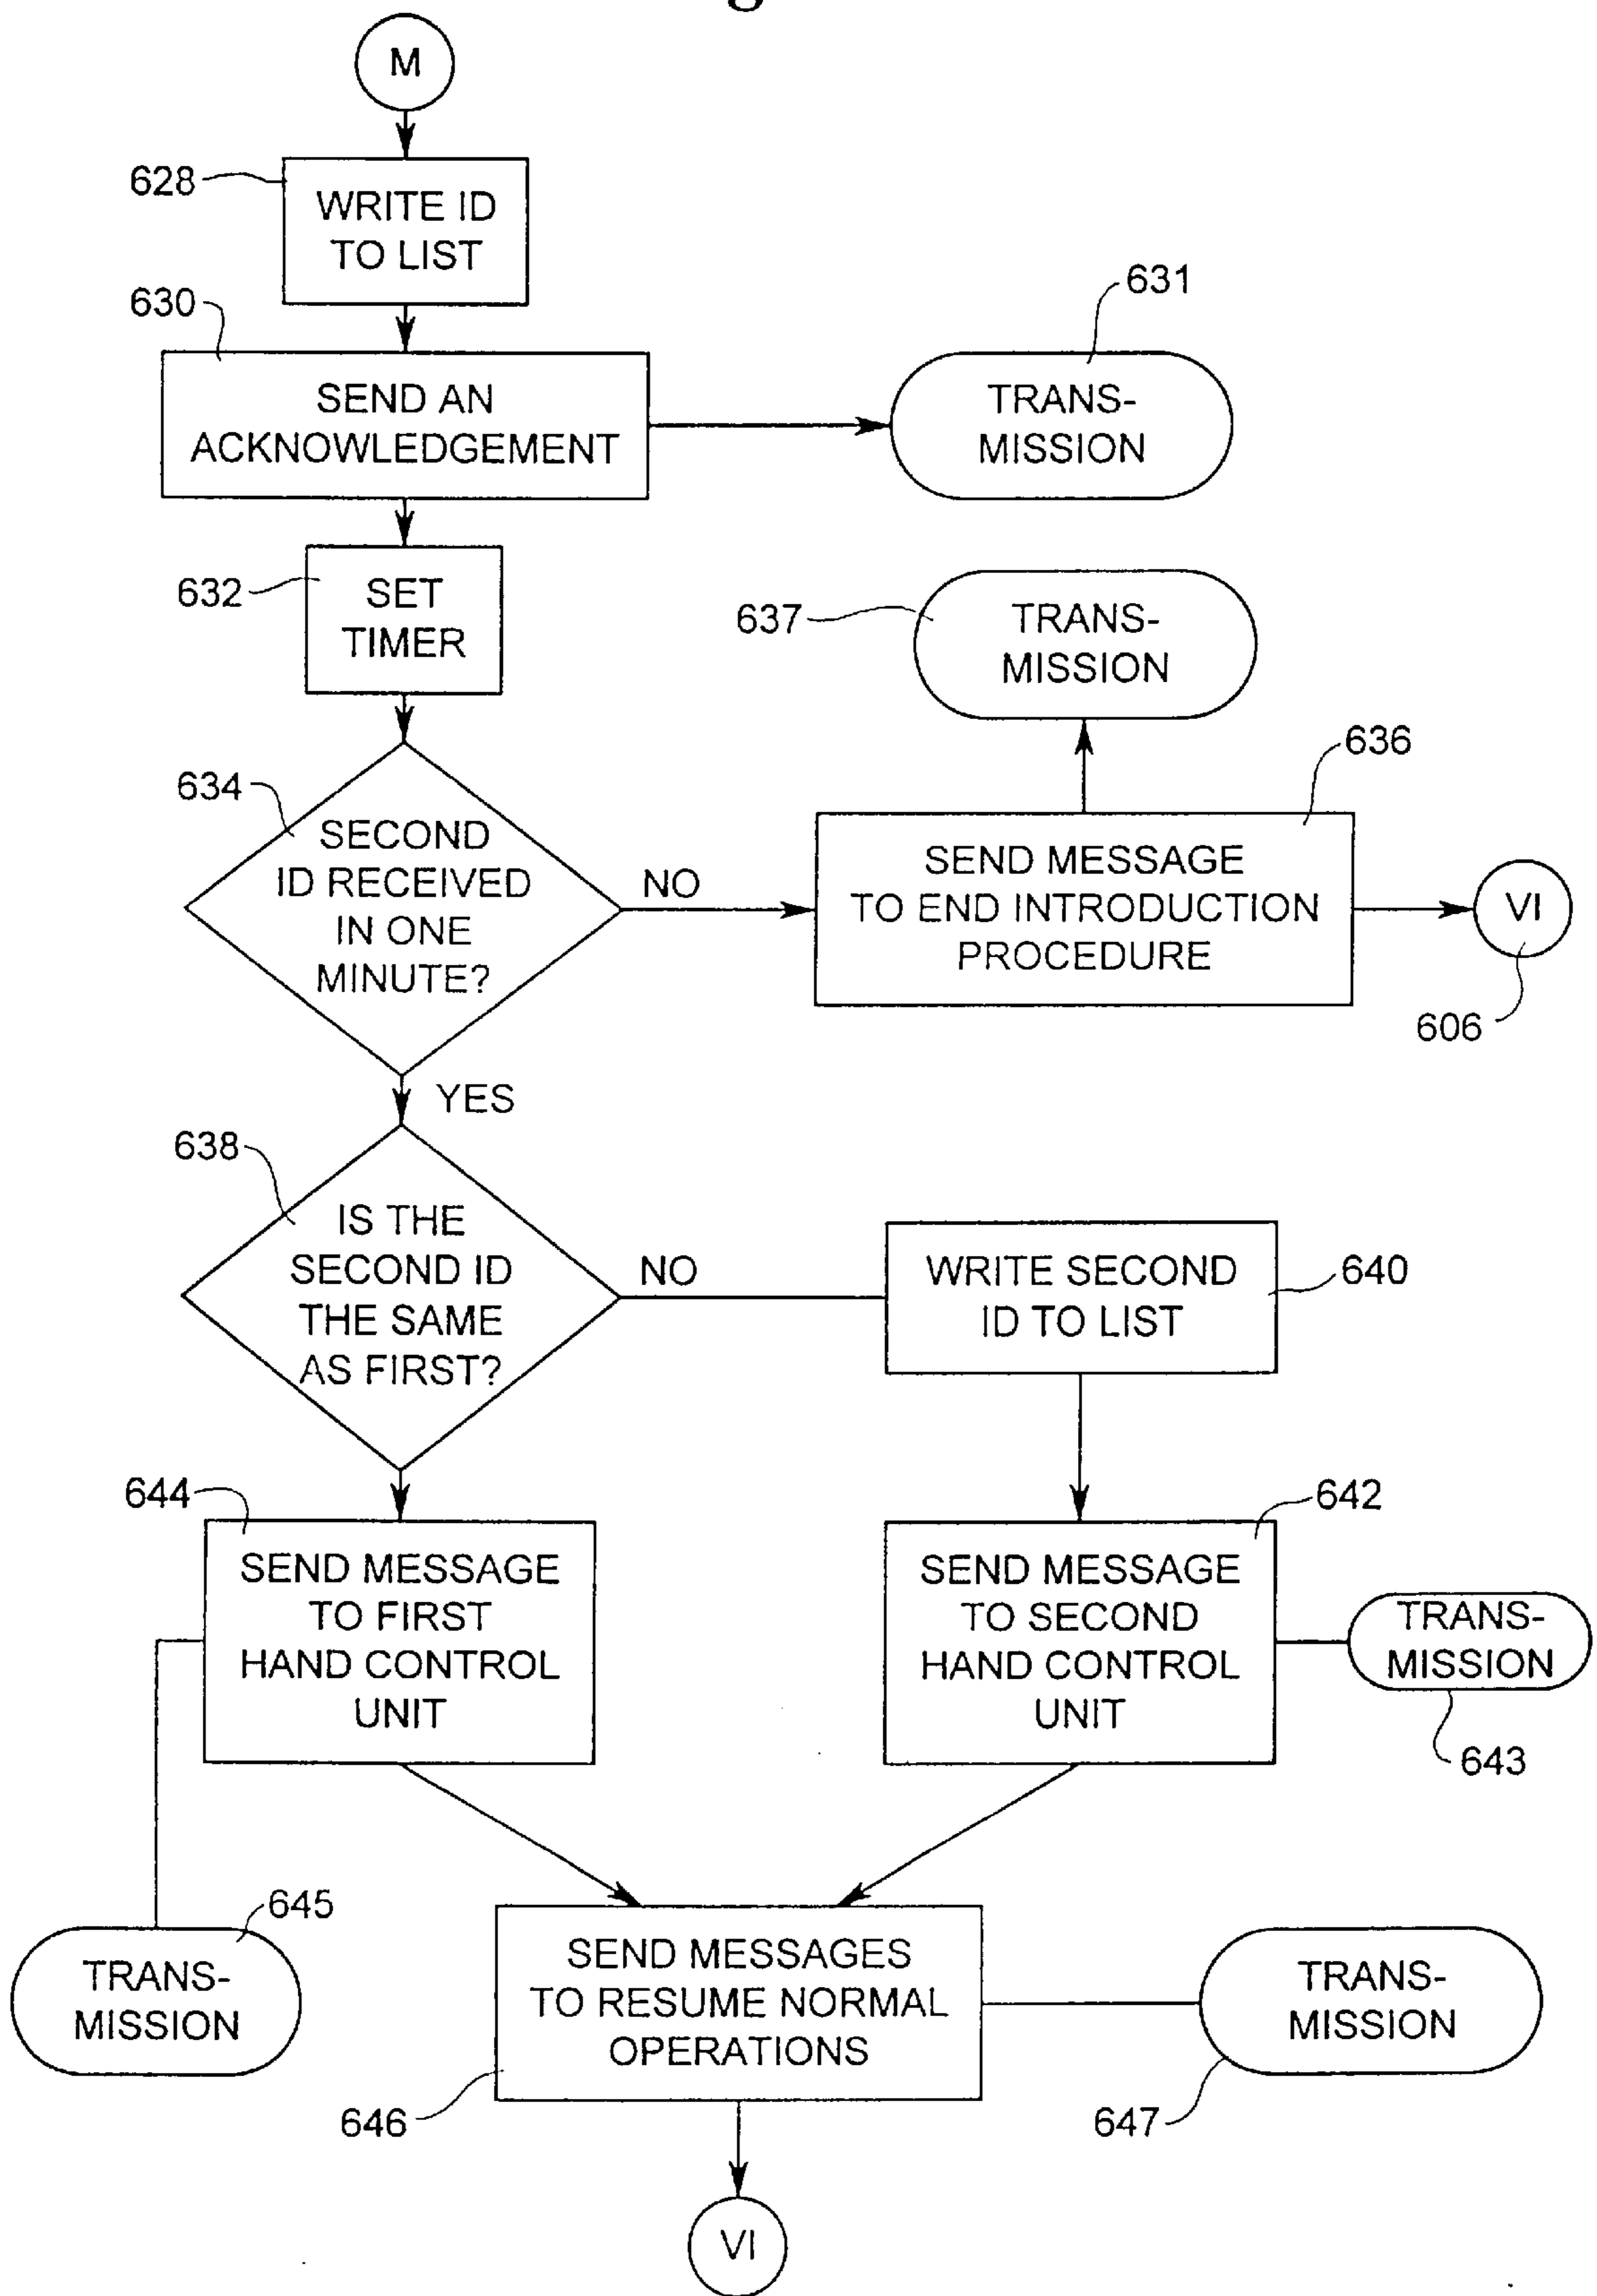 M
628
WRITE ID
TO LIST
630
SEND AN
ACKNOWLEDGEMENT
631
TRANS-
MISSION
632
SET
TIMER
637
TRANS-
MISSION
634
SECOND
ID RECEIVED
IN ONE
MINUTE?
NO
636
SEND MESSAGE
TO END INTRODUCTION
PROCEDURE
VI
606
YES
638
IS THE
SECOND ID
THE SAME
AS FIRST?
NO
WRITE SECOND
ID TO LIST
640
644
SEND MESSAGE
TO FIRST
HAND CONTROL
UNIT
642
SEND MESSAGE
TO SECOND
HAND CONTROL
UNIT
TRANS-
MISSION
643
645
TRANS-
MISSION
SEND MESSAGES
TO RESUME NORMAL
OPERATIONS
646
TRANS-
MISSION
647
VI